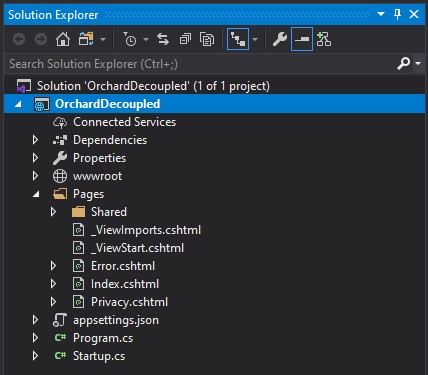 Solution Explorer
Search Solution Explorer (Ctrl+;)
Solution 'OrchardDecoupled' (1 of 1 project)
OrchardDecoupled
Connected Services
Dependencies
Properties
wwwroot
Pages
Shared
_ViewImports.cshtml
_ViewStart.cshtml
Error.cshtml
Index.cshtml
Privacy.cshtml
appsettings.json
C# Program.cs
C# Startup.cs